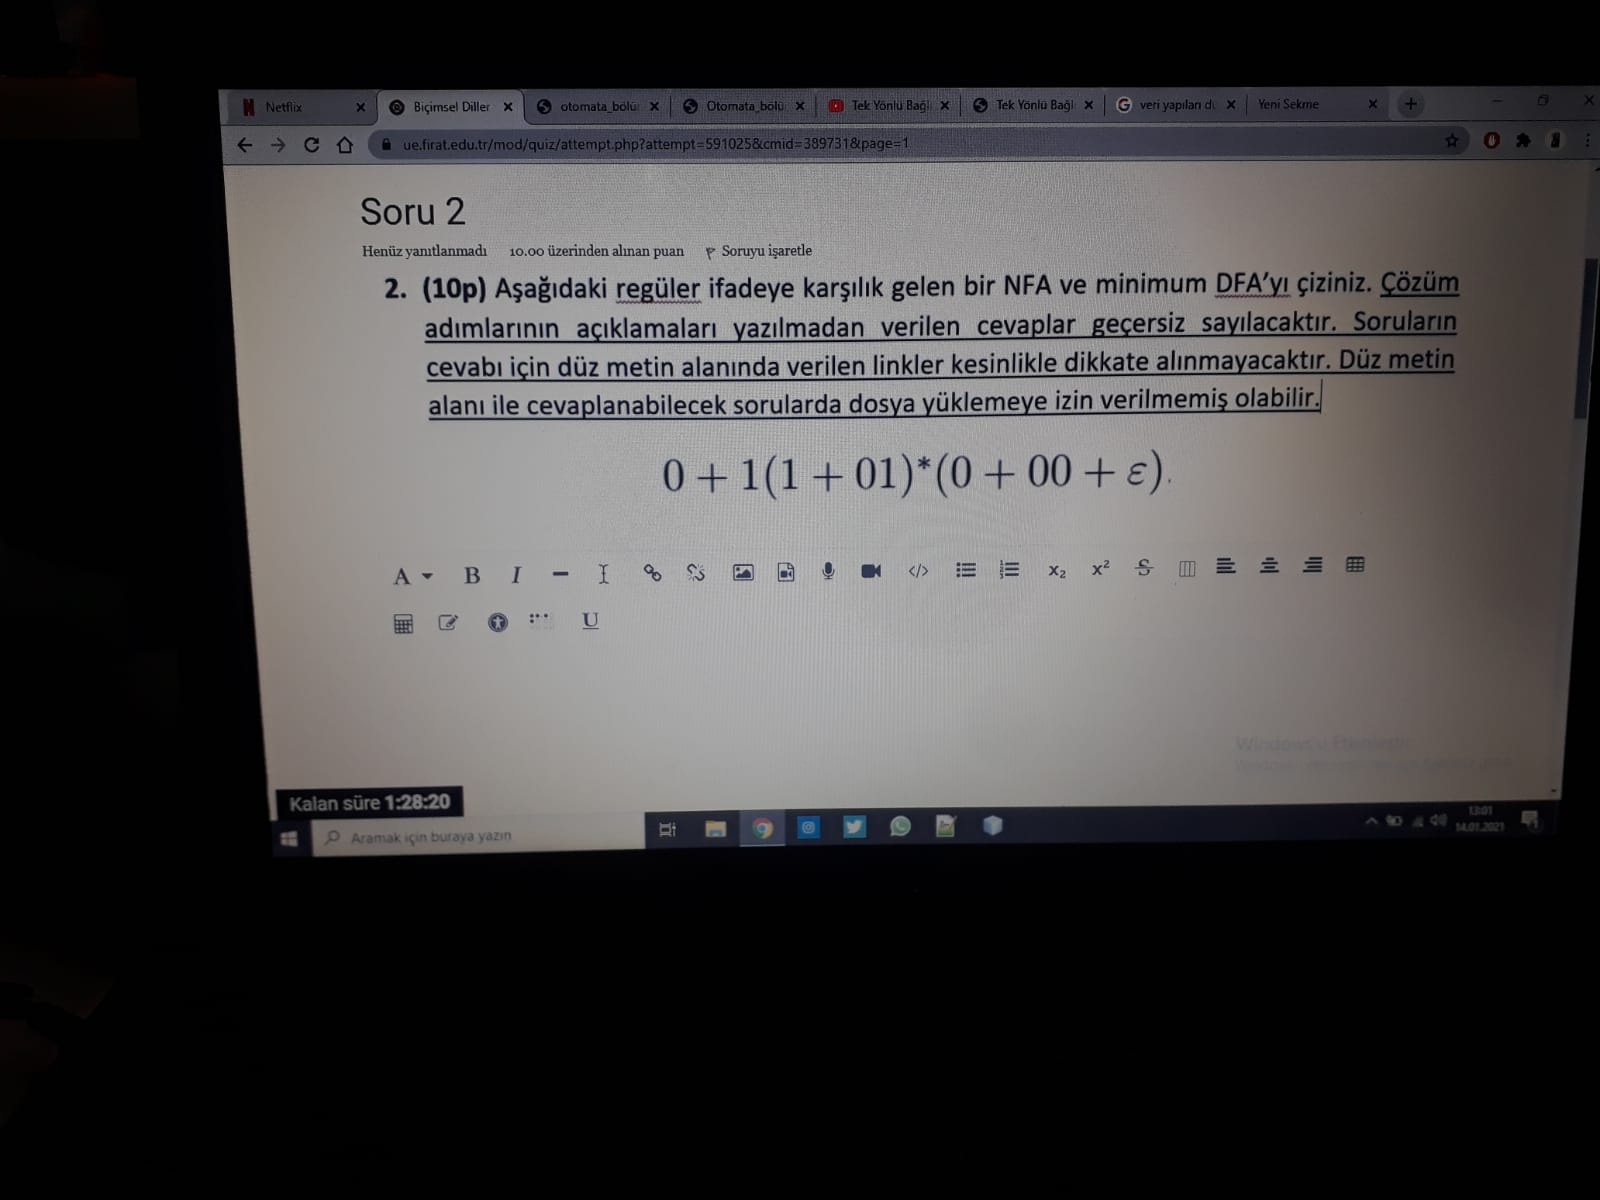 Netflix
Biçimsel Diller
otomata_bölü
Otomata_bölü
Tek Yönlü Bağl
Tek Yönlü Bağl
veri yapıları d
Yeni Sekme
ue.firat.edu.tr/mod/quiz/attempt.php?attempt=591025&cmid=389731&page=1
Soru 2
Henüz yanıtlanmadı 10.00 üzerinden alınan puan Soruyu işaretle
2. (10p) Aşağıdaki regüler ifadeye karşılık gelen bir NFA ve minimum DFA'yı çiziniz. Çözüm
adımlarının açıklamaları yazılmadan verilen cevaplar geçersiz sayılacaktır. Soruların
cevabı için düz metin alanında verilen linkler kesinlikle dikkate alınmayacaktır. Düz metin
alanı ile cevaplanabilecek sorularda dosya yüklemeye izin verilmemiş olabilir.
0 + 1(1 + 01)*(0 + 00 + ε).
A B I x₂ x² S
U
Kalan süre 1:28:20
Aramak için buraya yazın
13:01
14.01.2021